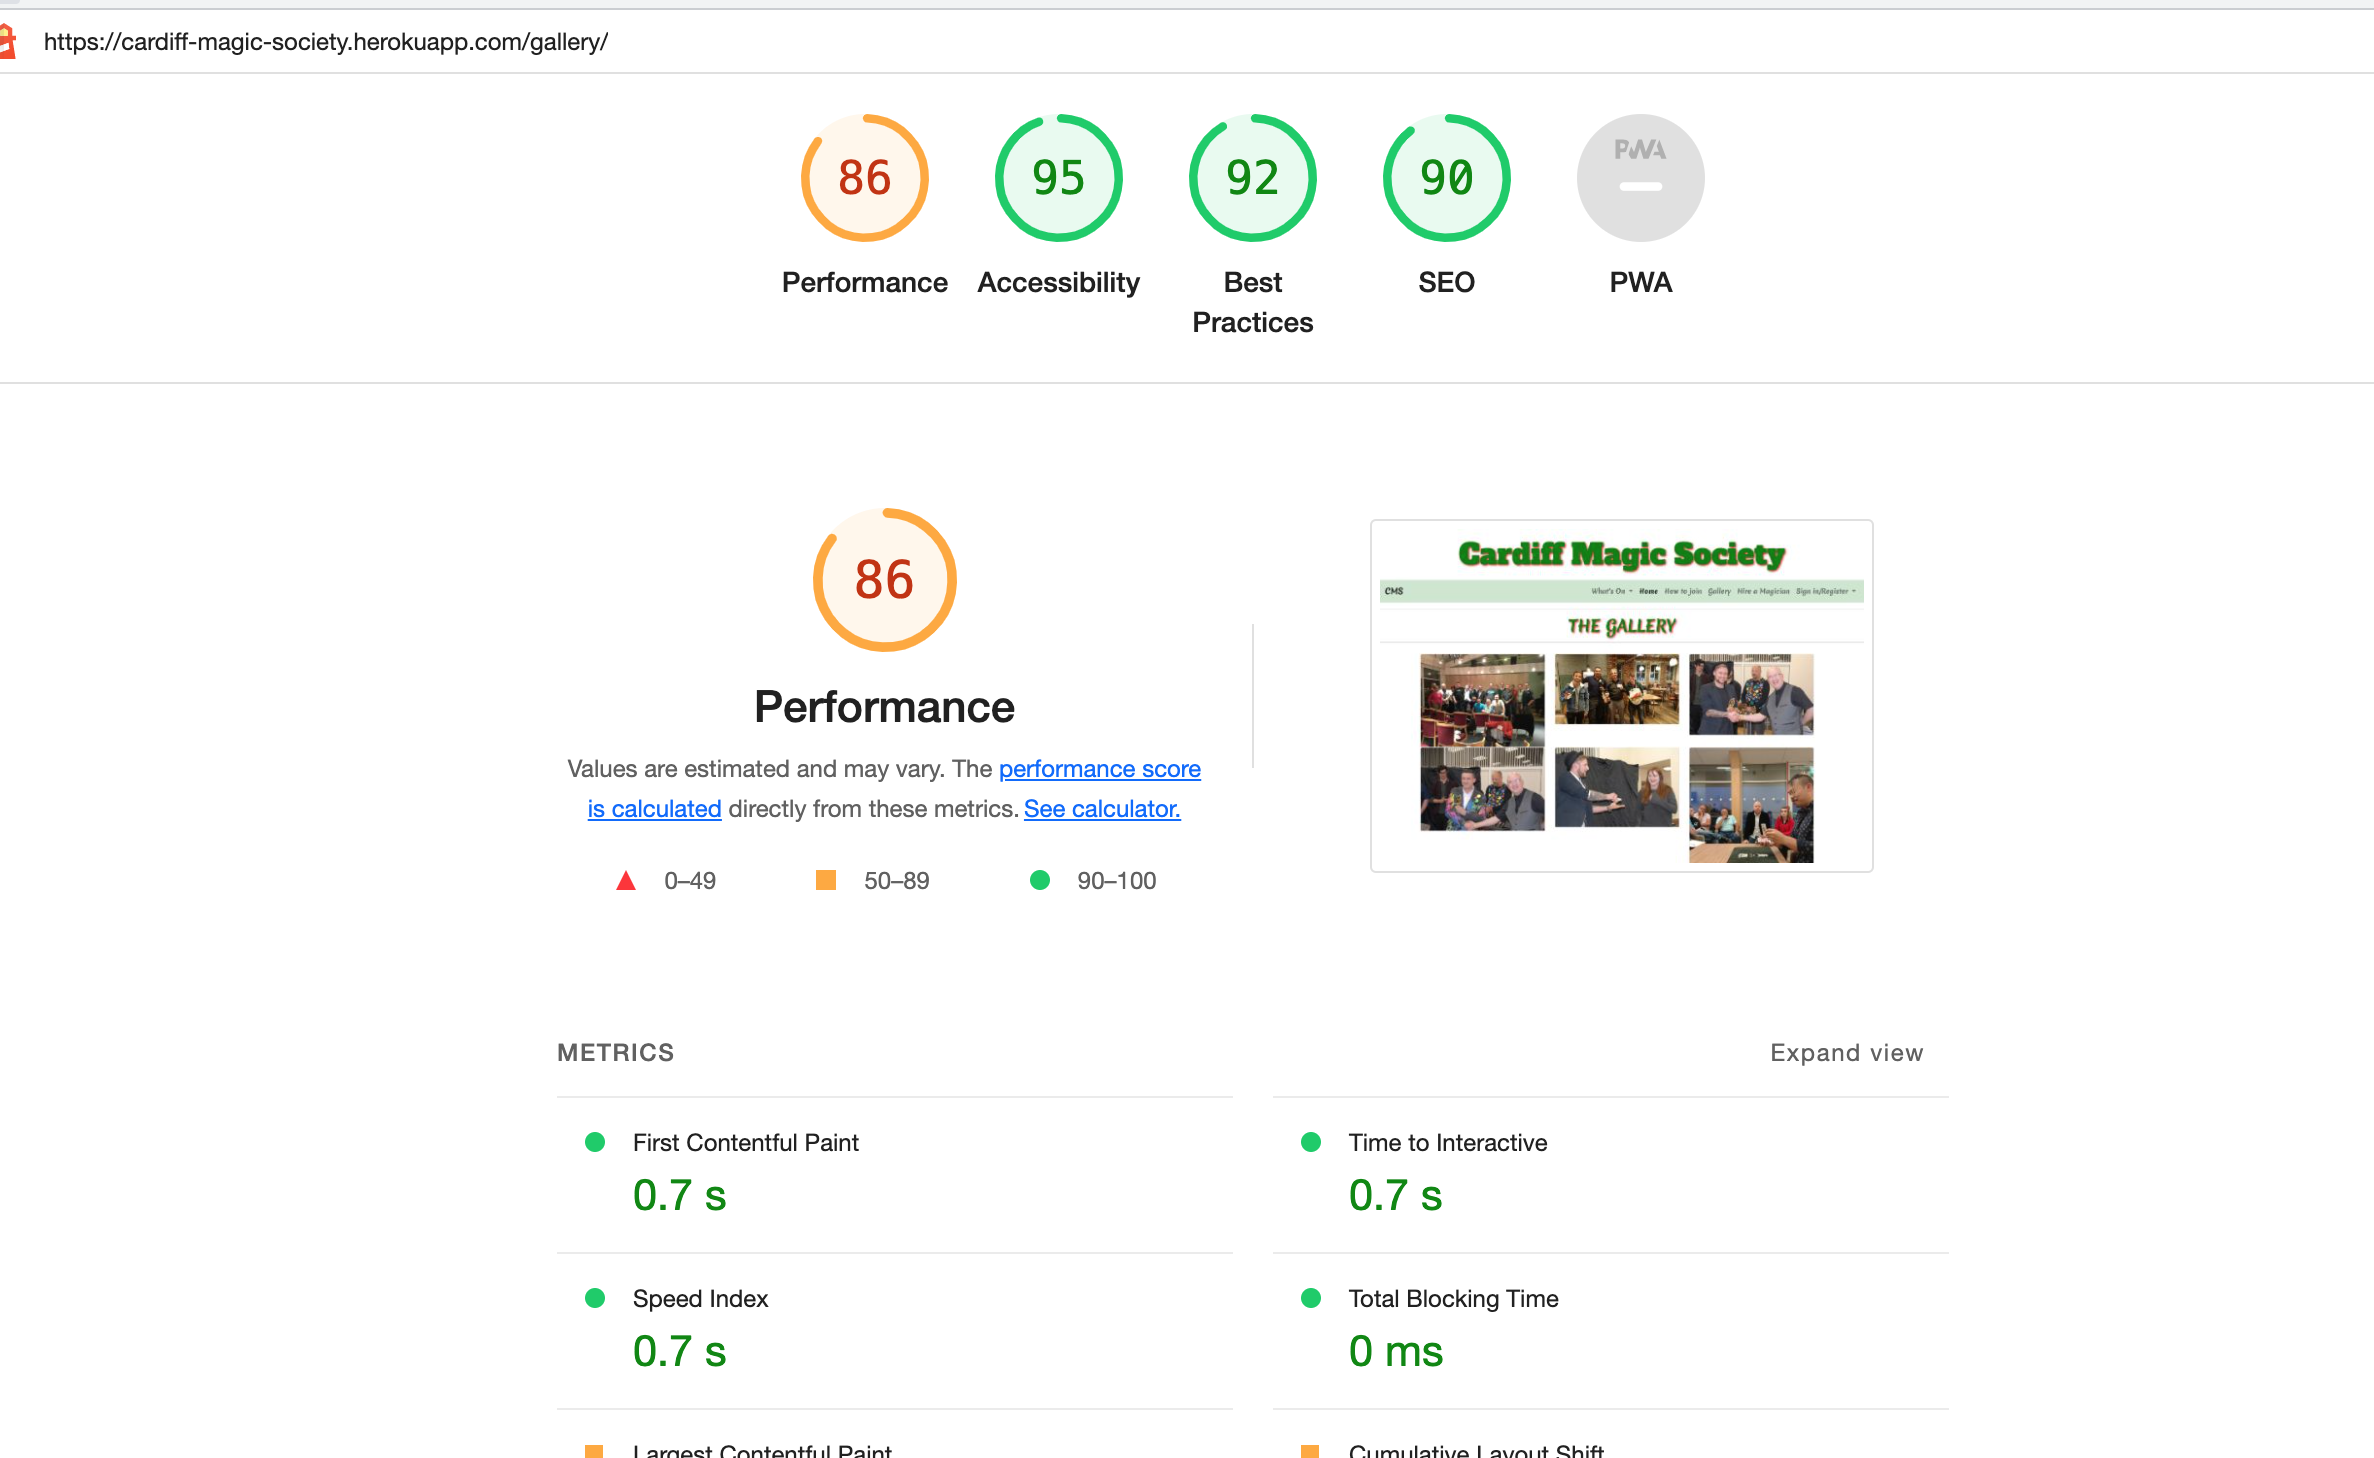 https://cardiff-magic-society.herokuapp.com/gallery/
86
95
92
90
PWA
Performance
Accessibility
Best
Practices
SEO
PWA
86
Performance
Values are estimated and may vary. The performance score
is calculated directly from these metrics. See calculator.
0–49
50–89
90–100
Cardiff Magic Society
CMS
What's On Home How to join Gallery Hire a Magician Sign in/Register
THE GALLERY
METRICS
Expand view
First Contentful Paint
0.7 s
Time to Interactive
0.7 s
Speed Index
0.7 s
Total Blocking Time
0 ms
Largest Contentful Paint
Cumulative Layout Shift